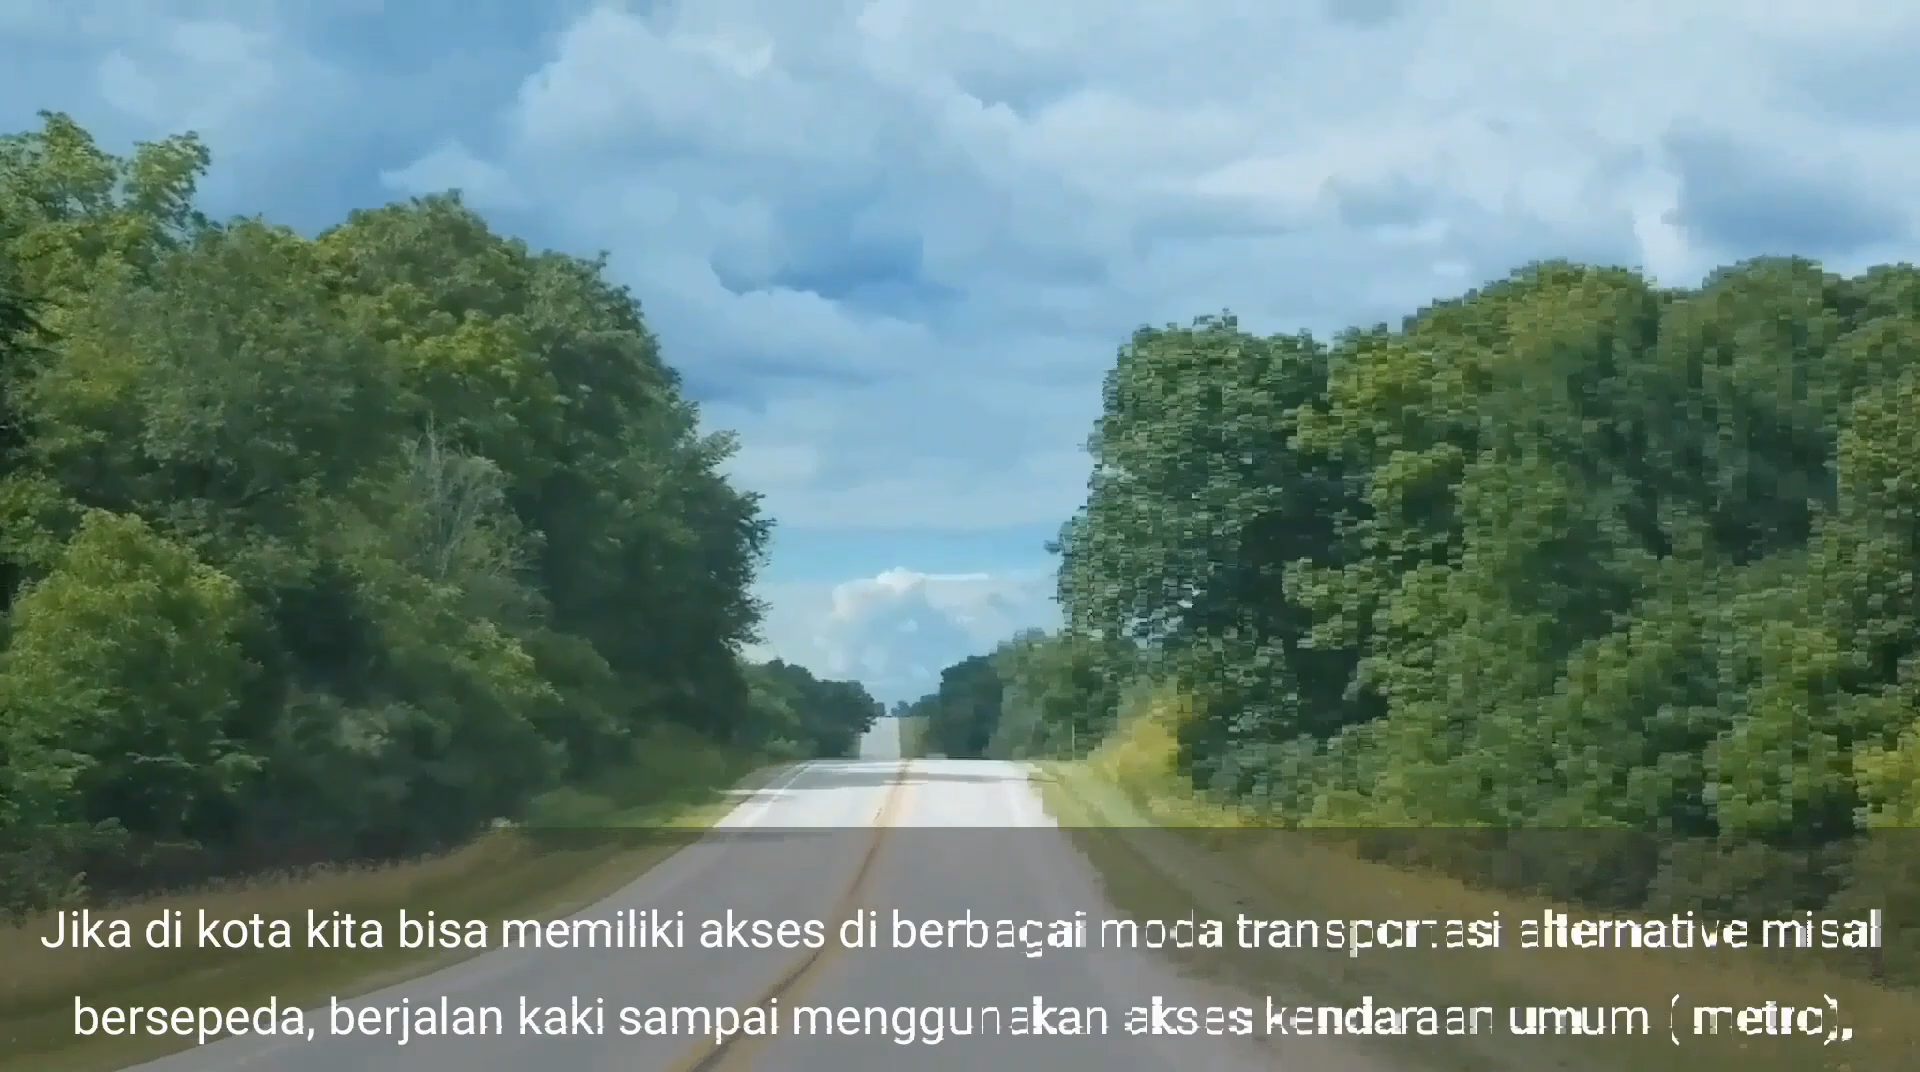 Jika di kota kita bisa memiliki akses di berbagai moda transportasi alternative misal
bersepeda, berjalan kaki sampai menggunakan akses kendaraan umum ( metro),